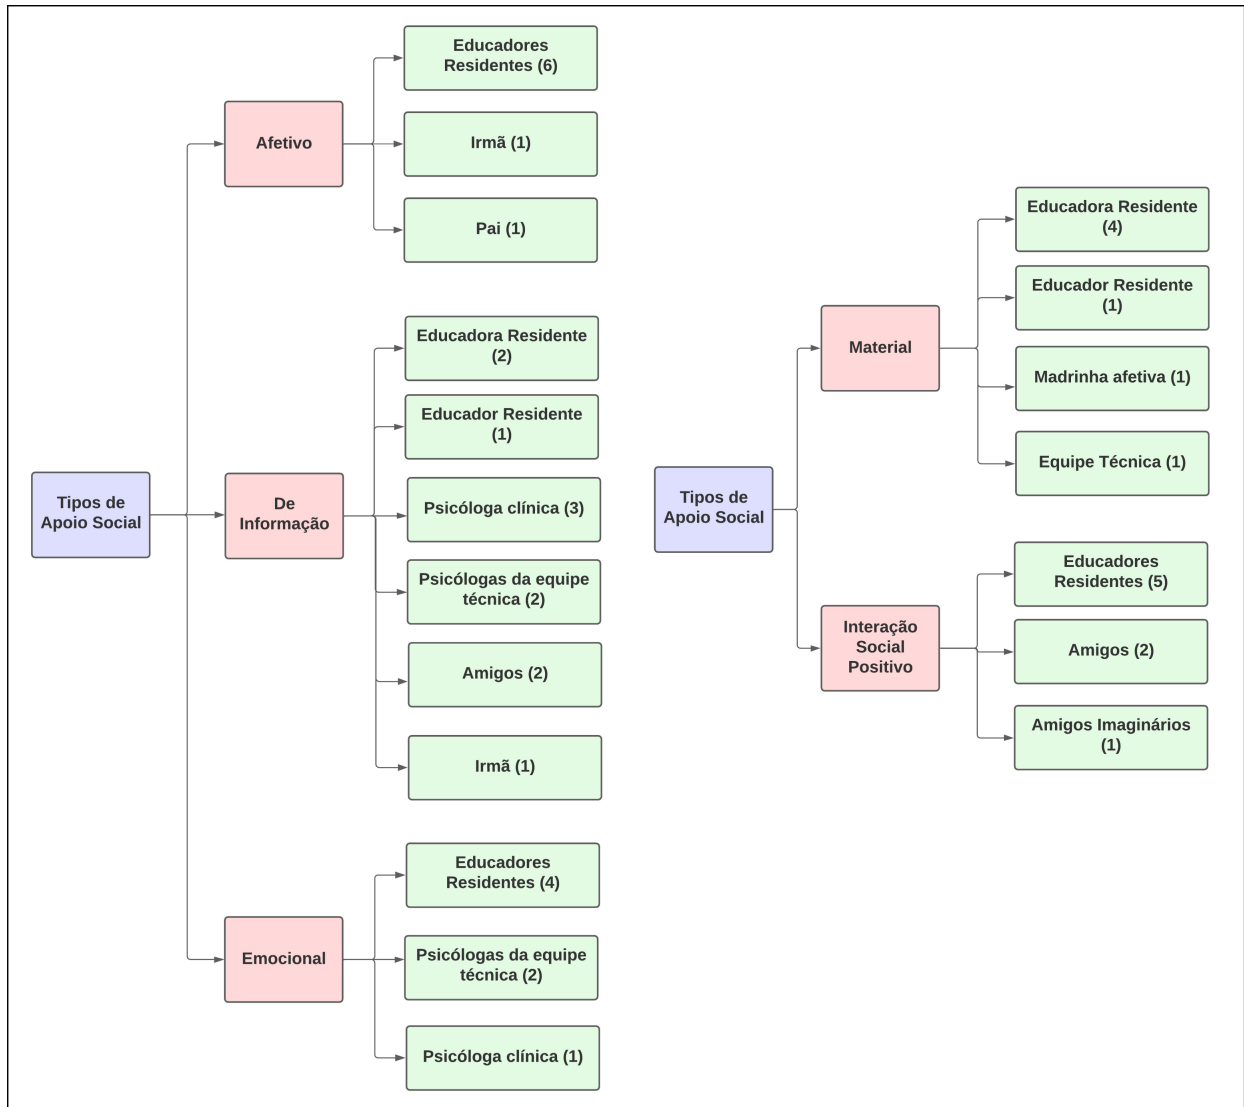 Tipos de
Apoio Social
Afetivo
Educadores
Residentes (6)
Irmã (1)
Pai (1)
De
Informação
Educadora Residente
(2)
Educador Residente
(1)
Psicóloga clínica (3)
Psicólogas da equipe
técnica (2)
Amigos (2)
Irmã (1)
Emocional
Educadores
Residentes (4)
Psicólogas da equipe
técnica (2)
Psicóloga clínica (1)
Tipos de
Apoio Social
Material
Educadora Residente
(4)
Educador Residente
(1)
Madrinha afetiva (1)
Equipe Técnica (1)
Interação
Social
Positivo
Educadores
Residentes (5)
Amigos (2)
Amigos Imaginários
(1)